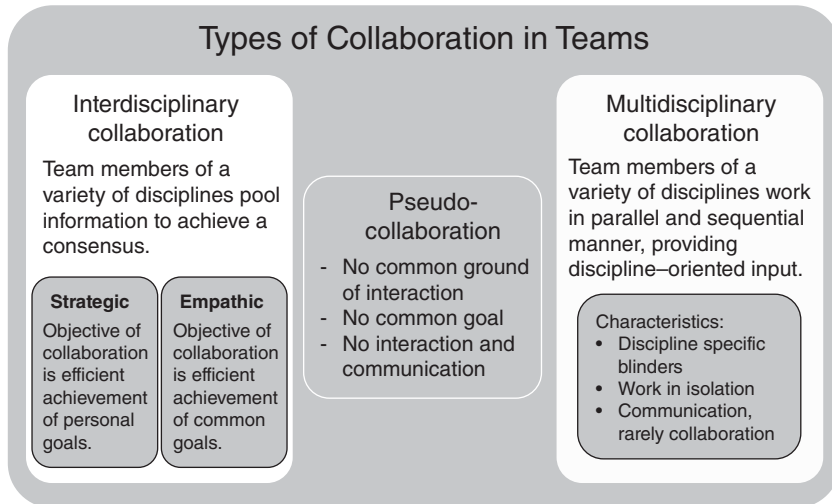 Types of Collaboration in Teams
Interdisciplinary
collaboration
Team members of a
variety of disciplines pool
information to achieve a
consensus.
Strategic
Objective of
collaboration
is efficient
achievement
of personal
goals.
Empathic
Objective of
collaboration
is efficient
achievement
of common
goals.
Pseudo-
collaboration
- No common ground
of interaction
- No common goal
- No interaction and
communication
Multidisciplinary
collaboration
Team members of a
variety of disciplines work
in parallel and sequential
manner, providing
discipline–oriented input.
Characteristics:
• Discipline specific
blinders
• Work in isolation
• Communication,
rarely collaboration